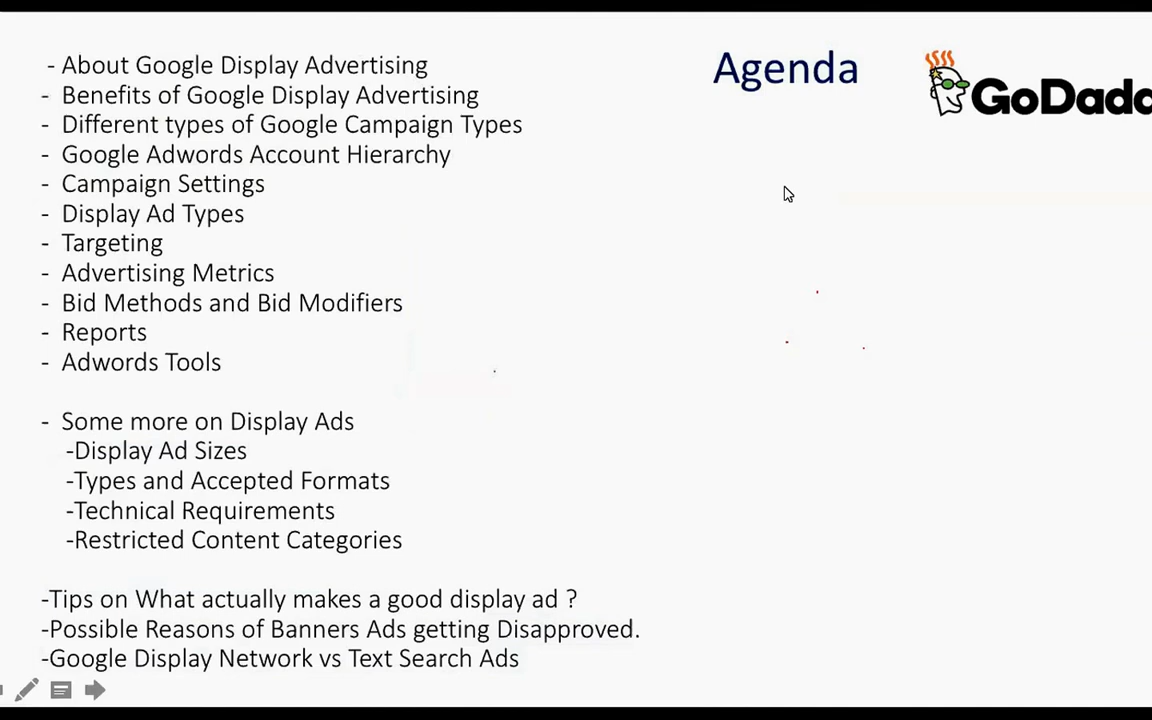 Agenda
GoDadd
- About Google Display Advertising
- Benefits of Google Display Advertising
- Different types of Google Campaign Types
- Google Adwords Account Hierarchy
- Campaign Settings
- Display Ad Types
- Targeting
- Advertising Metrics
- Bid Methods and Bid Modifiers
- Reports
- Adwords Tools
- Some more on Display Ads
-Display Ad Sizes
-Types and Accepted Formats
-Technical Requirements
-Restricted Content Categories
-Tips on What actually makes a good display ad ?
-Possible Reasons of Banners Ads getting Disapproved.
-Google Display Network vs Text Search Ads